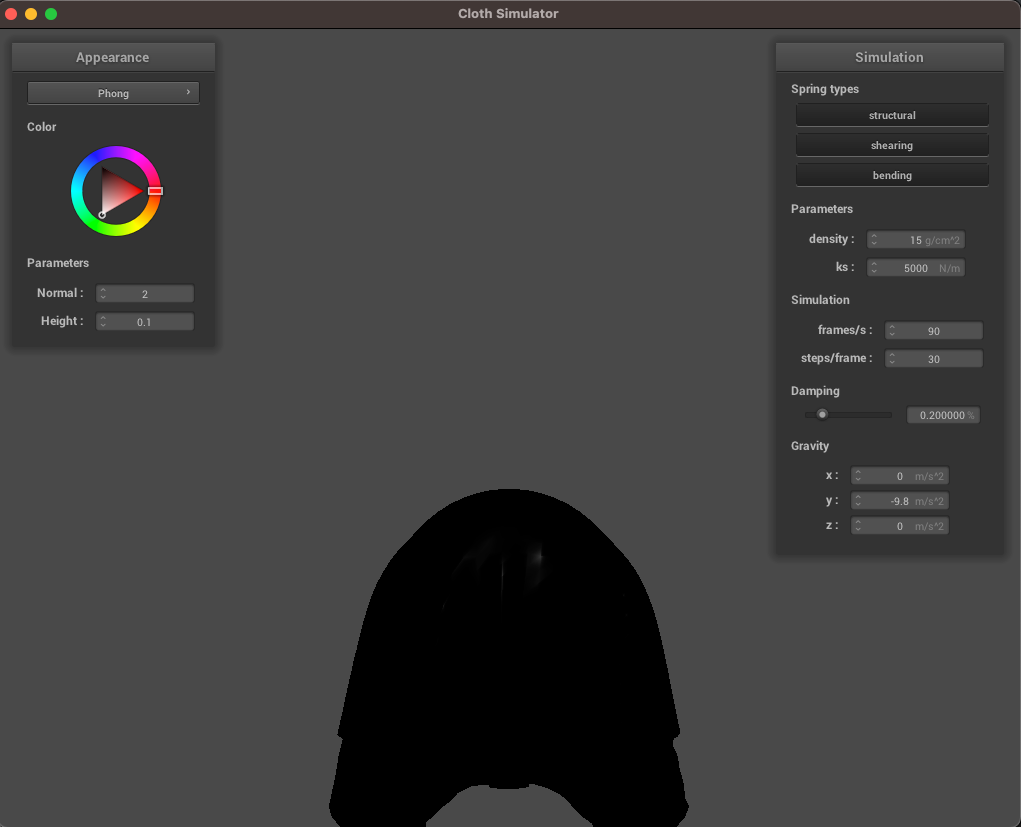 Cloth Simulator
Appearance
Phong
Color
Parameters
Normal : 2
Height : 0.1
Simulation
Spring types
structural
shearing
bending
Parameters
density : 15 g/cm^2
ks : 5000 N/m
Simulation
frames/s : 90
steps/frame : 30
Damping
0.200000 %
Gravity
x : 0 m/s^2
y : -9.8 m/s^2
z : 0 m/s^2